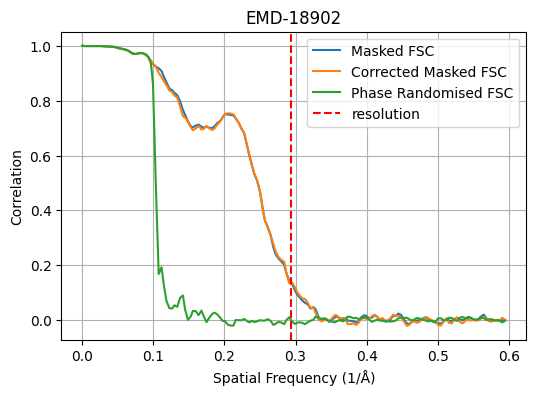 EMD-18902
Masked FSC
Corrected Masked FSC
Phase Randomised FSC
resolution
Correlation
1.0
0.8
0.6
0.4
0.2
0.0
0.0 0.1 0.2 0.3 0.4 0.5 0.6
Spatial Frequency (1/Å)